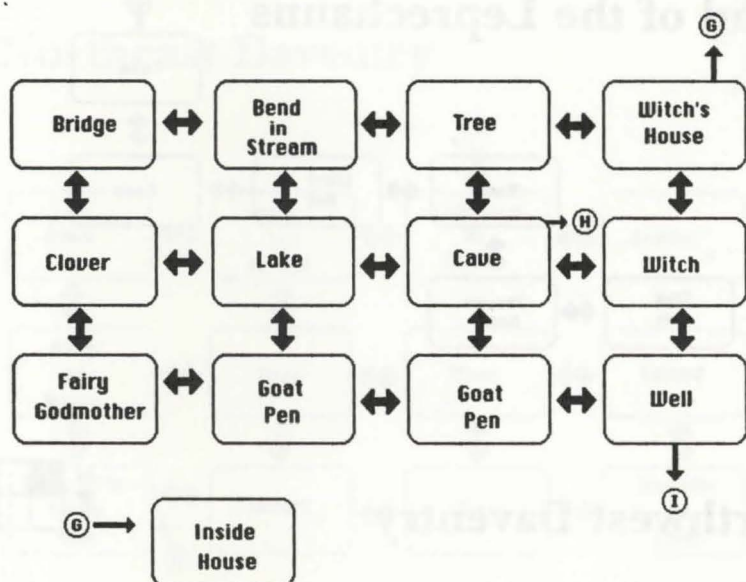 of the Leprechauns
G
Bridge
Bend
in
Stream
Tree
Witch's
House
Clover
Lake
Cave
H
Witch
Fairy
Godmother
Goat
Pen
Goat
Pen
Well
I
G
Inside
House
Daventry